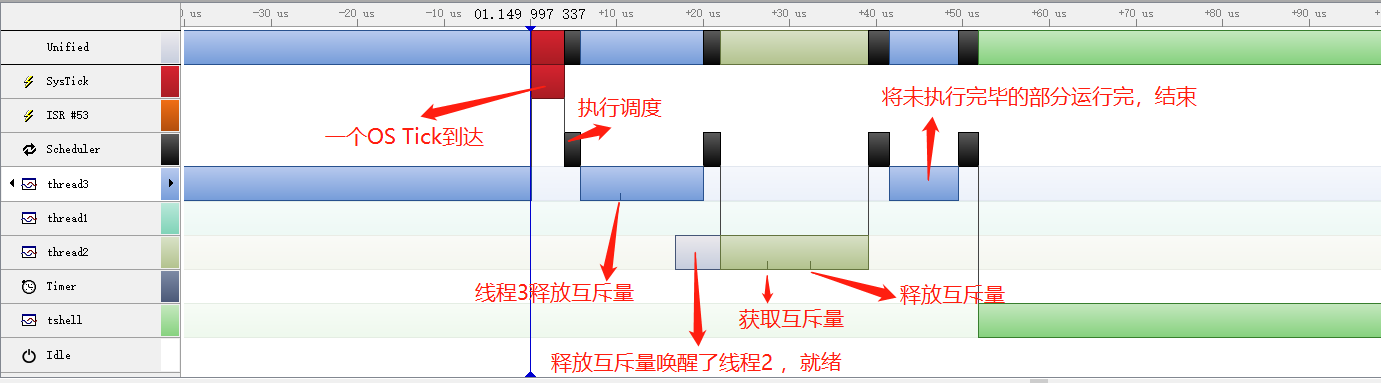 0 us -30 us -20 us -10 us 01.149 997 337 +10 us +20 us +30 us +40 us +50 us +60 us +70 us +80 us +90 us
Unified
SysTick
ISR #53
Scheduler
thread3
thread1
thread2
Timer
tshell
Idle
一个OS Tick到达
执行调度
将未执行完毕的部分运行完，结束
线程3释放互斥量
释放互斥量
获取互斥量
释放互斥量唤醒了线程2 ，就绪